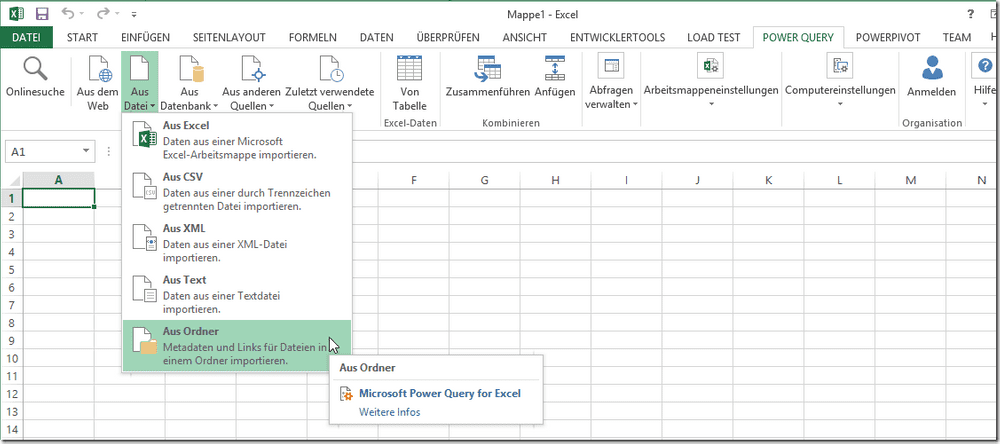 Mappe1 - Excel
?
DATEI START EINFÜGEN SEITENLAYOUT FORMELN DATEN ÜBERPRÜFEN ANSICHT ENTWICKLERTOOLS LOAD TEST POWER QUERY POWERPIVOT TEAM
Onlinesuche
Aus dem
Web
Aus
Datei
Aus
Datenbank
Aus anderen
Quellen
Zuletzt verwendete
Quellen
Von
Tabelle
Excel-Daten
Zusammenführen Anfügen
Kombinieren
Abfragen
verwalten
Arbeitsmappeneinstellungen
Computereinstellungen
Anmelden
Organisation
Hilfe
A1
A F G H I J K L M N
1
2
3
4
5
6
7
8
9
10
11
12
13
14
Aus Excel
Daten aus einer Microsoft
Excel-Arbeitsmappe importieren.
Aus CSV
CSV
Daten aus einer durch Trennzeichen
getrennten Datei importieren.
Aus XML
Daten aus einer XML-Datei
importieren.
Aus Text
Daten aus einer Textdatei
importieren.
Aus Ordner
Metadaten und Links für Dateien in
einem Ordner importieren.
Aus Ordner
Microsoft Power Query for Excel
Weitere Infos